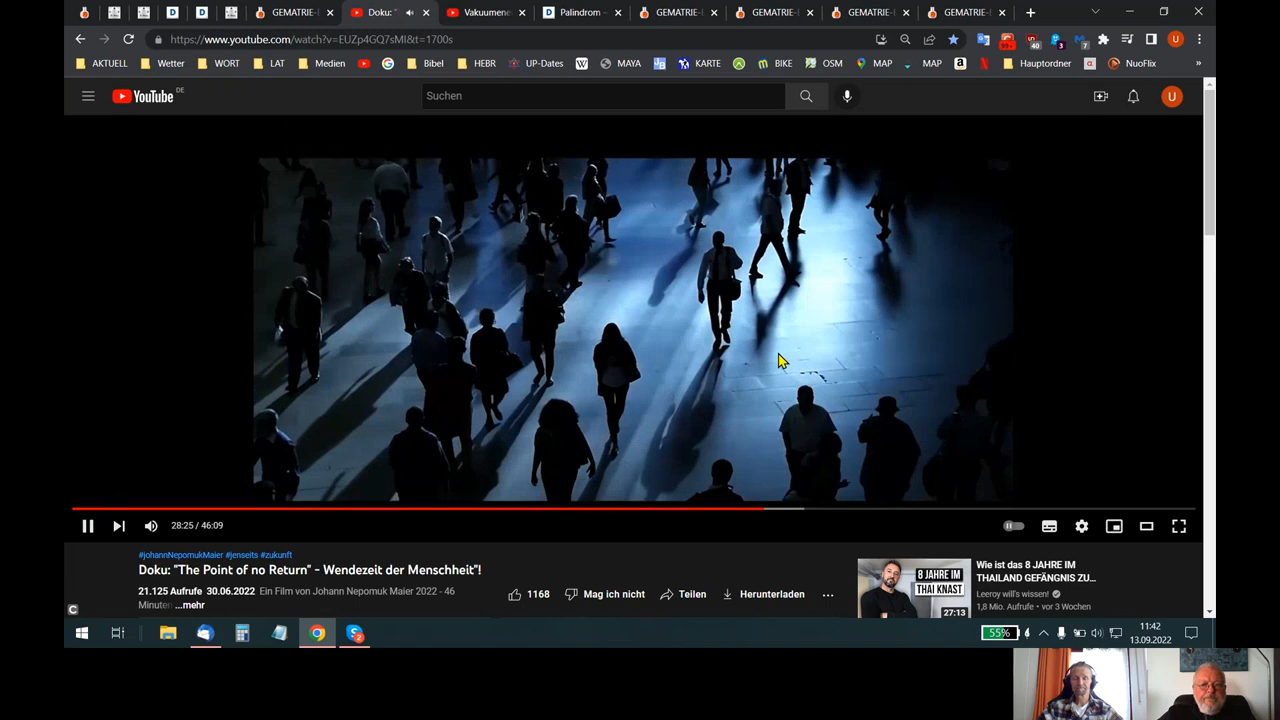 GEMATRIE-E
Doku: "
Vakuumene
Palindrom –
GEMATRIE-E
GEMATRIE-E
GEMATRIE-E
GEMATRIE-E
https://www.youtube.com/watch?v=EUZp4GQ7sMI&t=1700s
U
99+
40
3
7
AKTUELL
Wetter
WORT
LAT
Medien
Bibel
HEBR
UP-Dates
W
MAYA
KARTE
BIKE
OSM
MAP
MAP
Hauptordner
NuoFlix
»
YouTube DE
Suchen
U
28:25 / 46:09
#johannNepomukMaier #jenseits #zukunft
Doku: "The Point of no Return" - Wendezeit der Menschheit"!
21.125 Aufrufe 30.06.2022 Ein Film von Johann Nepomuk Maier 2022 - 46
Minuten ...mehr
1168
Mag ich nicht
Teilen
Herunterladen
8 JAHRE IM
THAI KNAST
27:13
Wie ist das 8 JAHRE IM
THAILAND GEFÄNGNIS ZU...
Leeroy will's wissen!
1,8 Mio. Aufrufe • vor 3 Wochen
55%
11:42
13.09.2022